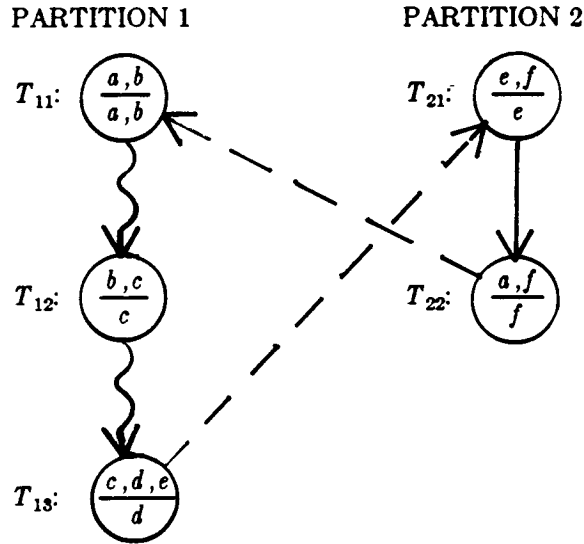 PARTITION 1 PARTITION 2
T11: a,b T21: e,f
a,b e
T12: b,c T22: a,f
c f
T13: c,d,e
d